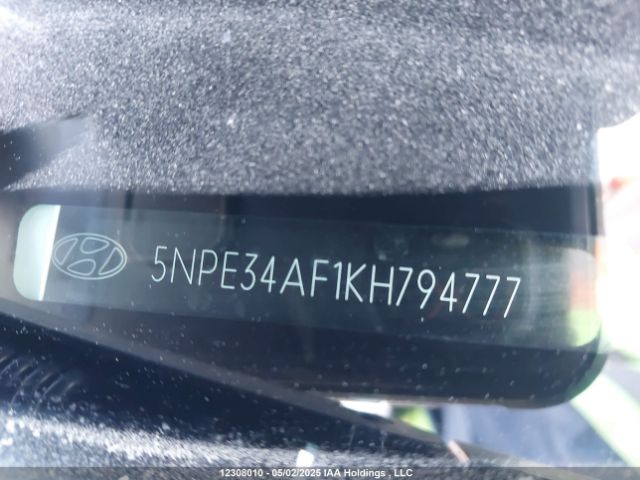 5NPE34AF1KH794777
12308010 - 05/02/2025 IAA Holdings , LLC